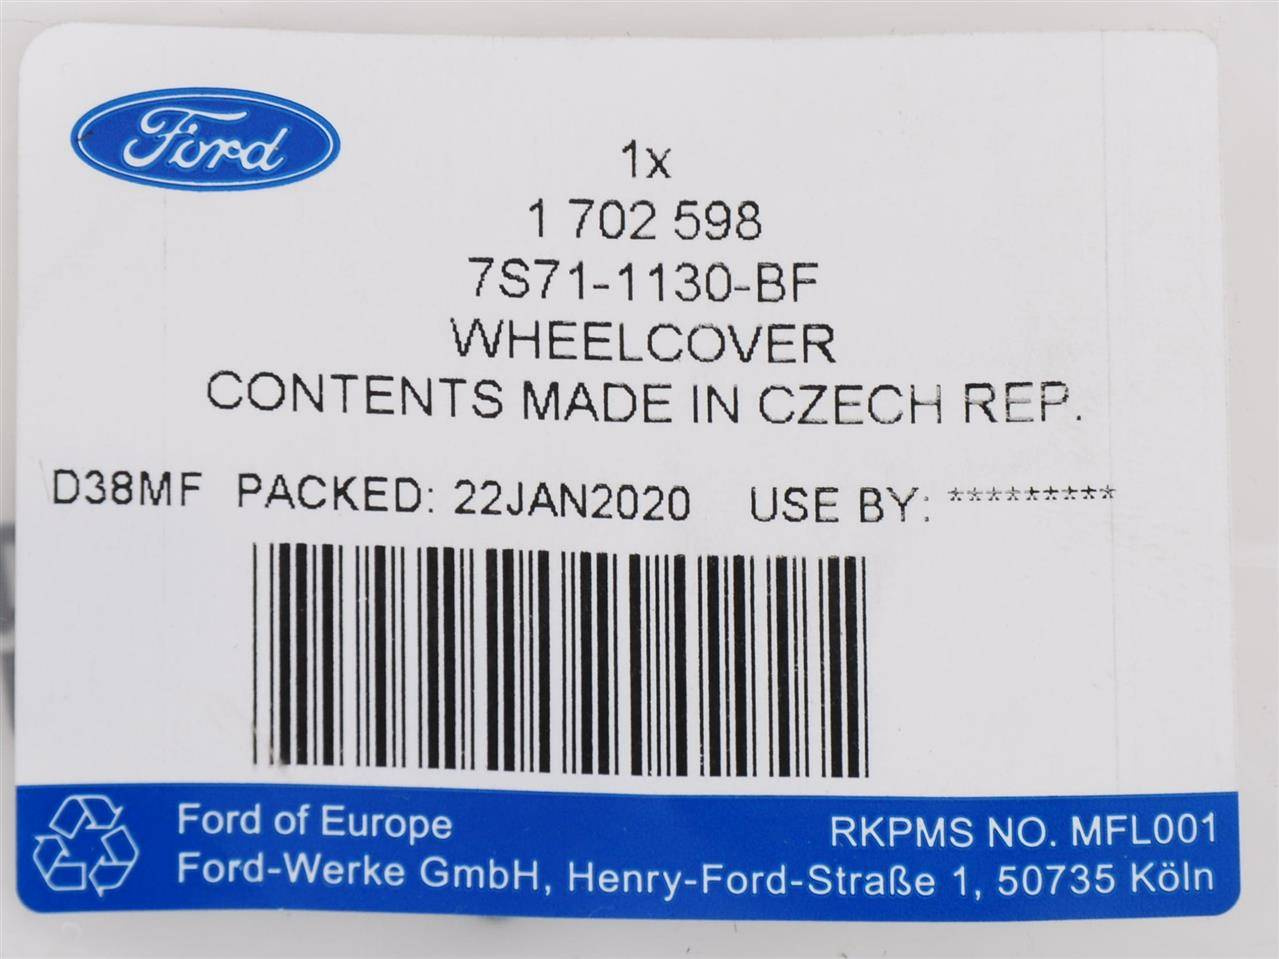 Ford
1x
1 702 598
7S71-1130-BF
WHEELCOVER
CONTENTS MADE IN CZECH REP.
D38MF PACKED: 22JAN2020 USE BY: *********
Ford of Europe RKPMS NO. MFL001
Ford-Werke GmbH, Henry-Ford-Straße 1, 50735 Köln